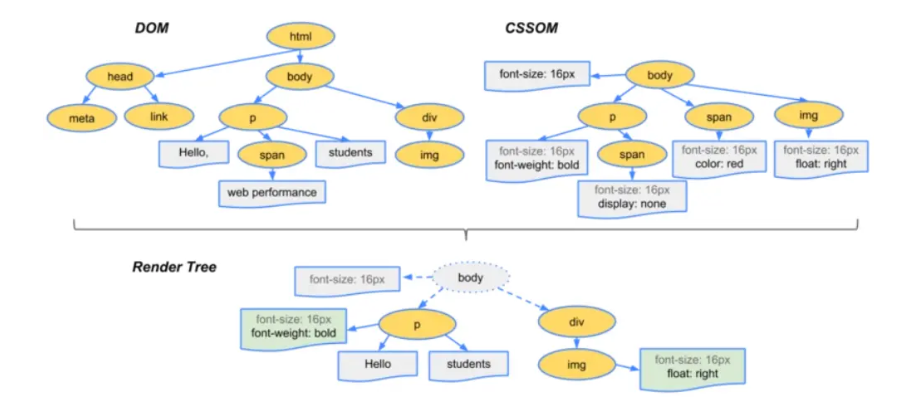 DOM
html
head
body
meta
link
p
div
Hello,
span
students
img
web performance
CSSOM
font-size: 16px
body
p
span
img
font-size: 16px
font-weight: bold
span
font-size: 16px
color: red
font-size: 16px
float: right
font-size: 16px
display: none
Render Tree
font-size: 16px
body
font-size: 16px
font-weight: bold
p
div
Hello
students
img
font-size: 16px
float: right